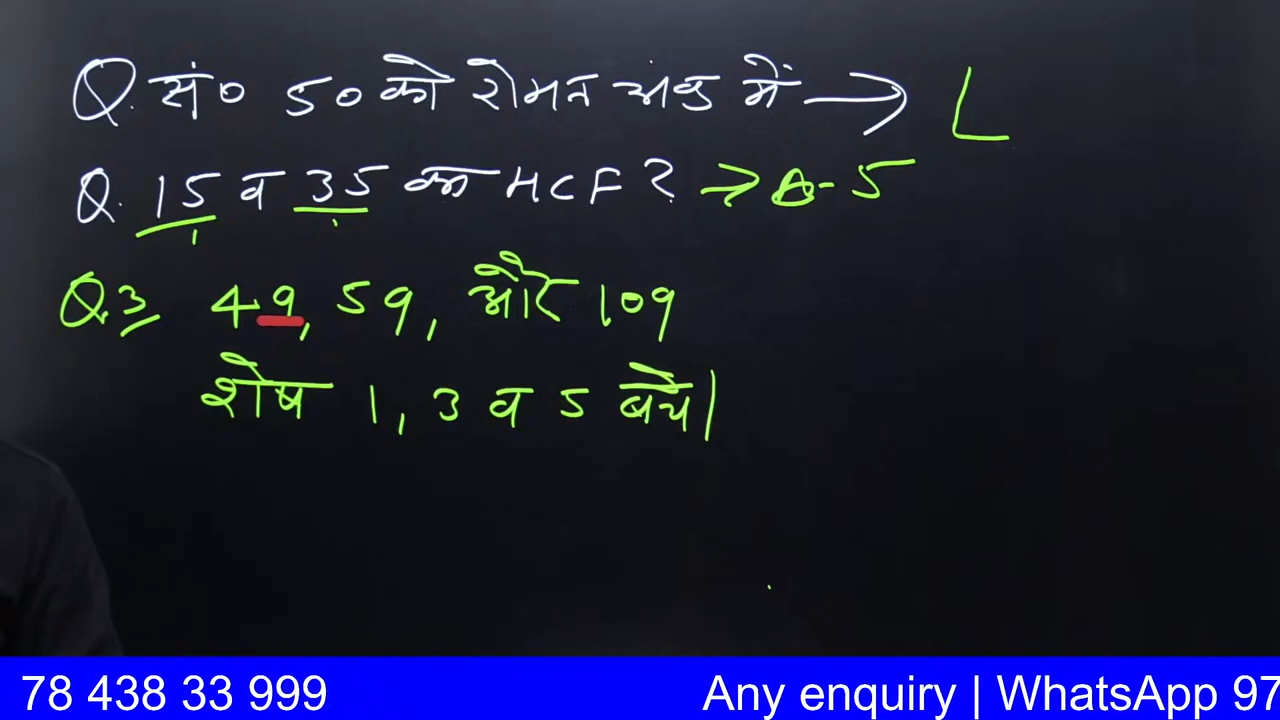 Q. सं० 50 को रोमन अंक में → L
Q. 15 व 35 का HCF? → A-5
Q.3 49, 59, और 109
शेष 1, 3 व 5 बचे।
78 438 33 999
Any enquiry | WhatsApp 97